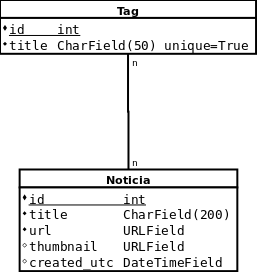 Tag
id int
title CharField(50) unique=True
n
n
Noticia
id int
title CharField(200)
url URLField
thumbnail URLField
created_utc DateTimeField